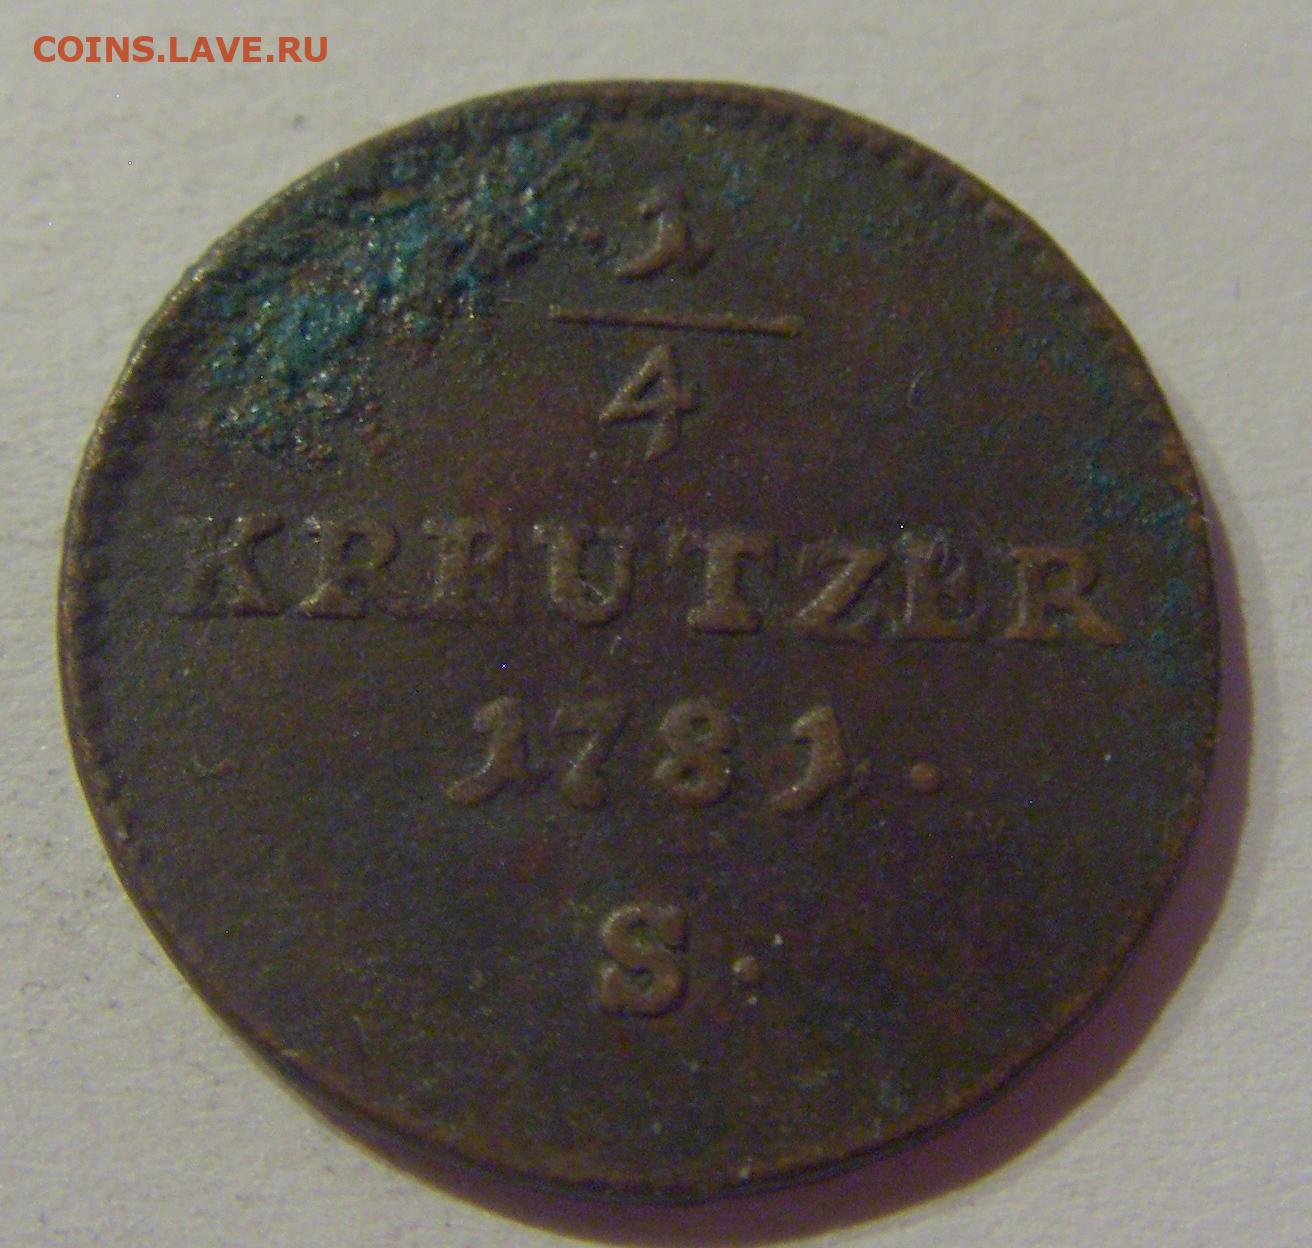 COINS.LAVE.RU
1
4
KREUTZER
1781.
S.